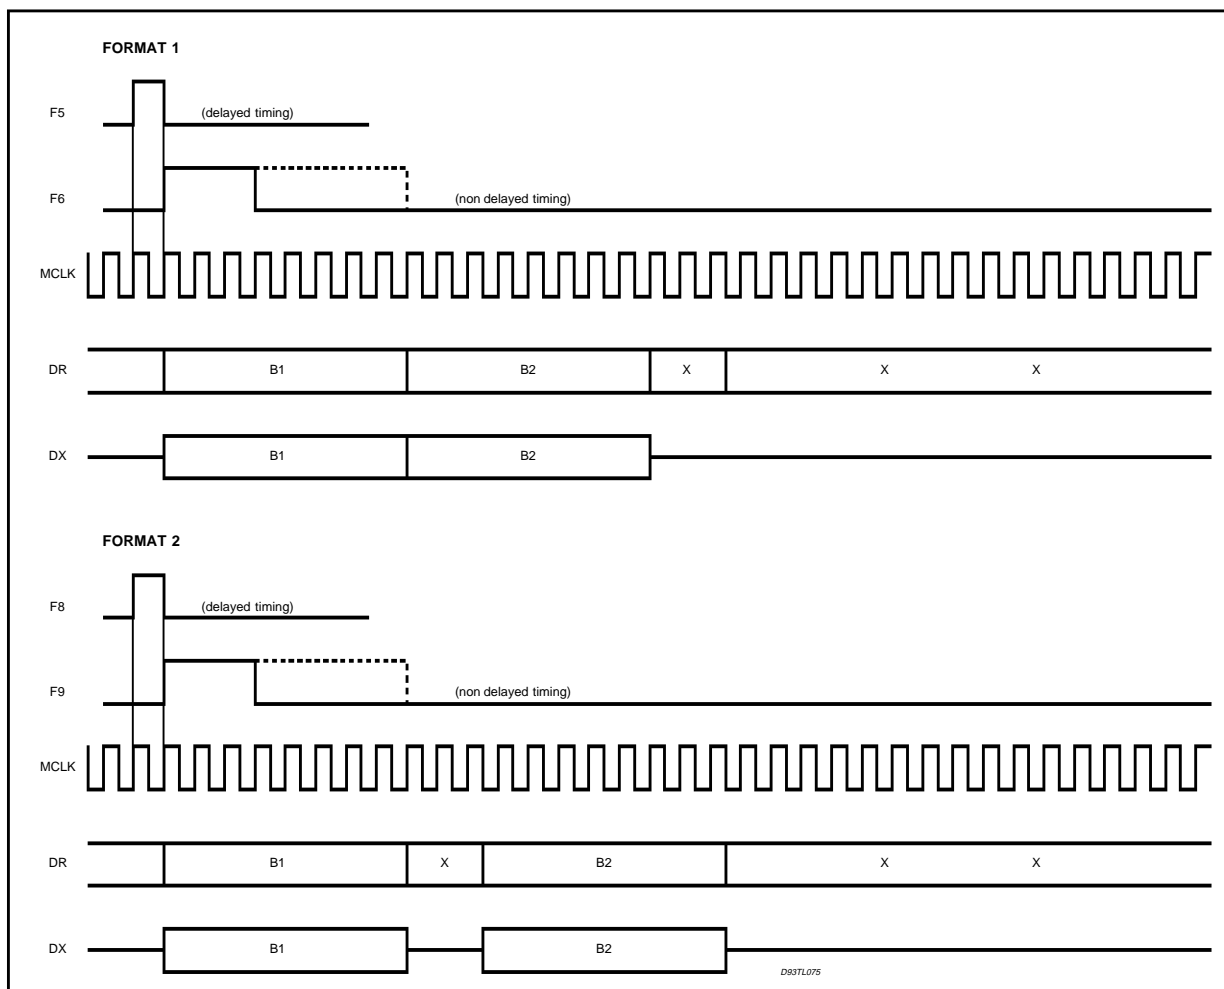 FORMAT 1
F5 (delayed timing)
F6 (non delayed timing)
MCLK
DR B1 B2 X X X
DX B1 B2
FORMAT 2
F8 (delayed timing)
F9 (non delayed timing)
MCLK
DR B1 X B2 X X
DX B1 B2
D93TL075